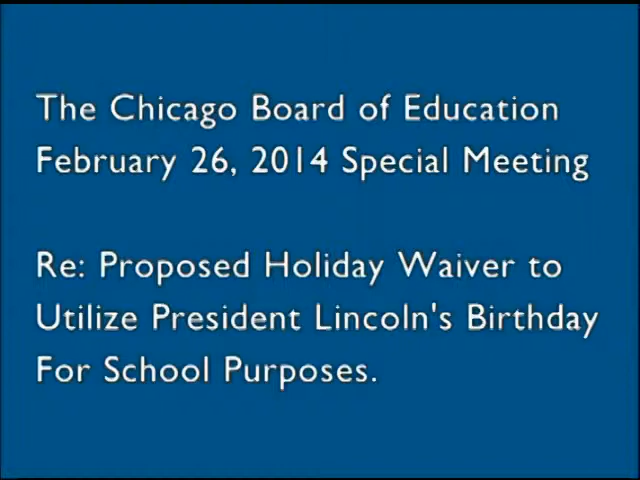 The Chicago Board of Education
February 26, 2014 Special Meeting
Re: Proposed Holiday Waiver to
Utilize President Lincoln's Birthday
For School Purposes.